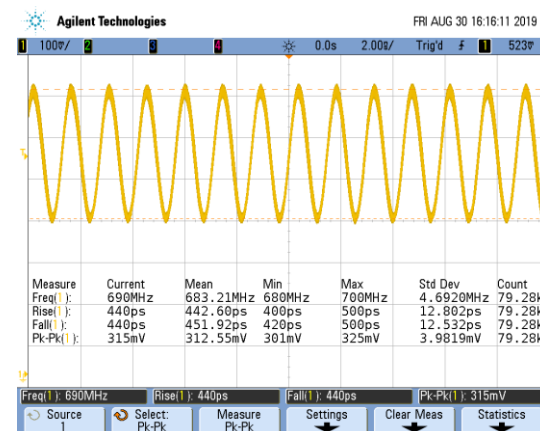 Agilent Technologies FRI AUG 30 16:16:11 2019
1 100▽/ 2 3 4 0.0s 2.00▽/ Trig'd 1 523▽
Measure Current Mean Min Max Std Dev Count
Freq(1): 690MHz 683.21MHz 680MHz 700MHz 4.6920MHz 79.28k
Rise(1): 440ps 442.60ps 400ps 500ps 12.802ps 79.28k
Fall(1): 440ps 451.92ps 420ps 500ps 12.532ps 79.28k
Pk-Pk(1): 315mV 312.55mV 301mV 325mV 3.9819mV 79.28k
Freq(1): 690MHz Rise(1): 440ps Fall(1): 440ps Pk-Pk(1): 315mV
Source Select: Measure Settings Clear Meas Statistics
1 Pk-Pk Pk-Pk